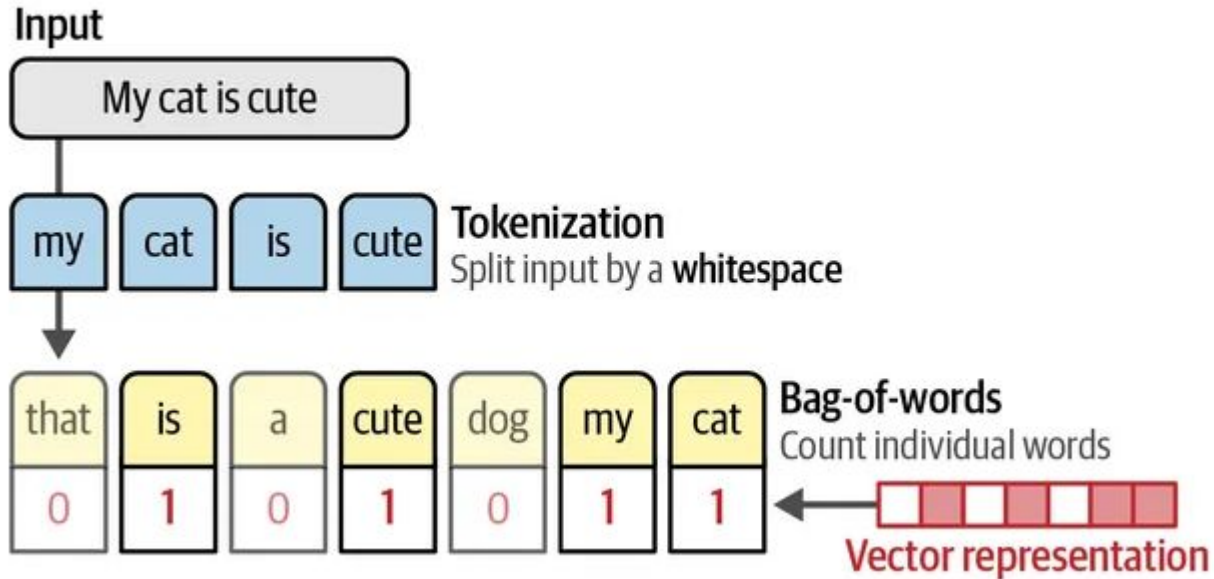 Input
My cat is cute
my cat is cute
Tokenization
Split input by a whitespace
that is a cute dog my cat
Bag-of-words
Count individual words
0 1 0 1 0 1 1
Vector representation